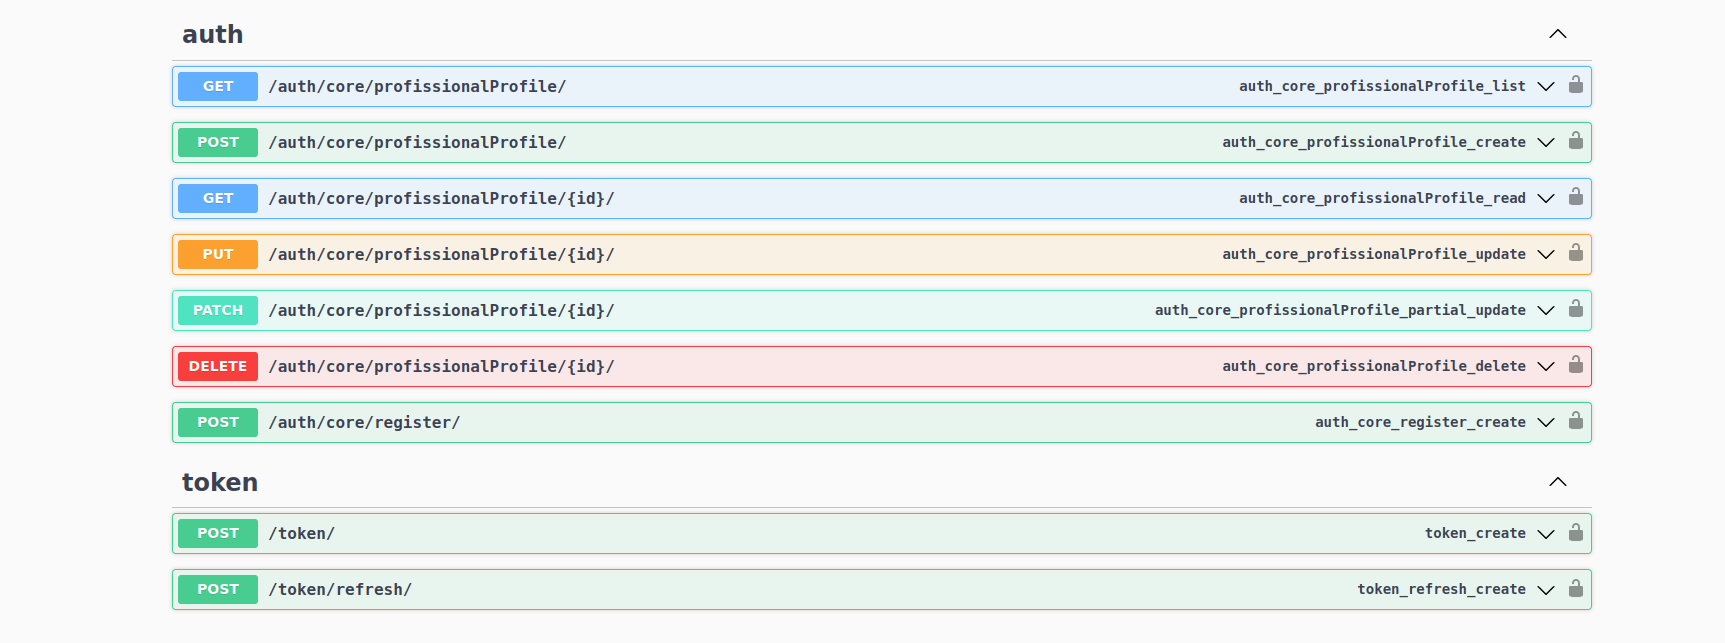 auth
GET /auth/core/profissionalProfile/ auth_core_profissionalProfile_list
POST /auth/core/profissionalProfile/ auth_core_profissionalProfile_create
GET /auth/core/profissionalProfile/{id}/ auth_core_profissionalProfile_read
PUT /auth/core/profissionalProfile/{id}/ auth_core_profissionalProfile_update
PATCH /auth/core/profissionalProfile/{id}/ auth_core_profissionalProfile_partial_update
DELETE /auth/core/profissionalProfile/{id}/ auth_core_profissionalProfile_delete
POST /auth/core/register/ auth_core_register_create
token
POST /token/ token_create
POST /token/refresh/ token_refresh_create